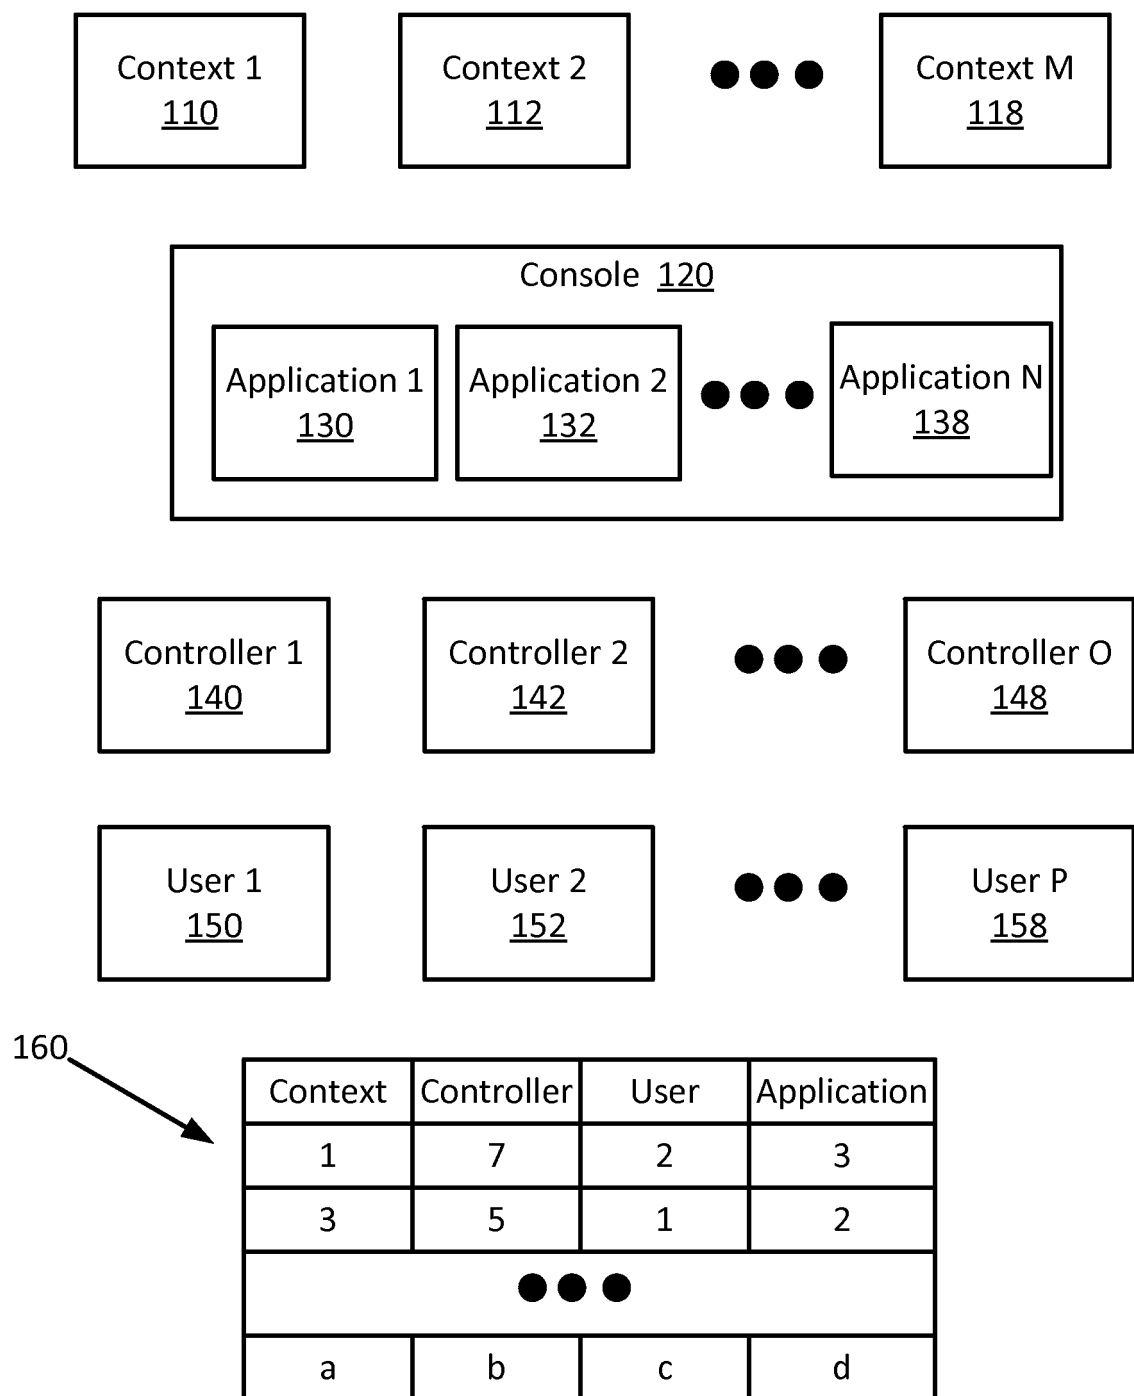 Context 1
110
Context 2
112
Context M
118
Console 120
Application 1
130
Application 2
132
Application N
138
Controller 1
140
Controller 2
142
Controller O
148
User 1
150
User 2
152
User P
158
160
Context Controller User Application
1 7 2 3
3 5 1 2
a b c d